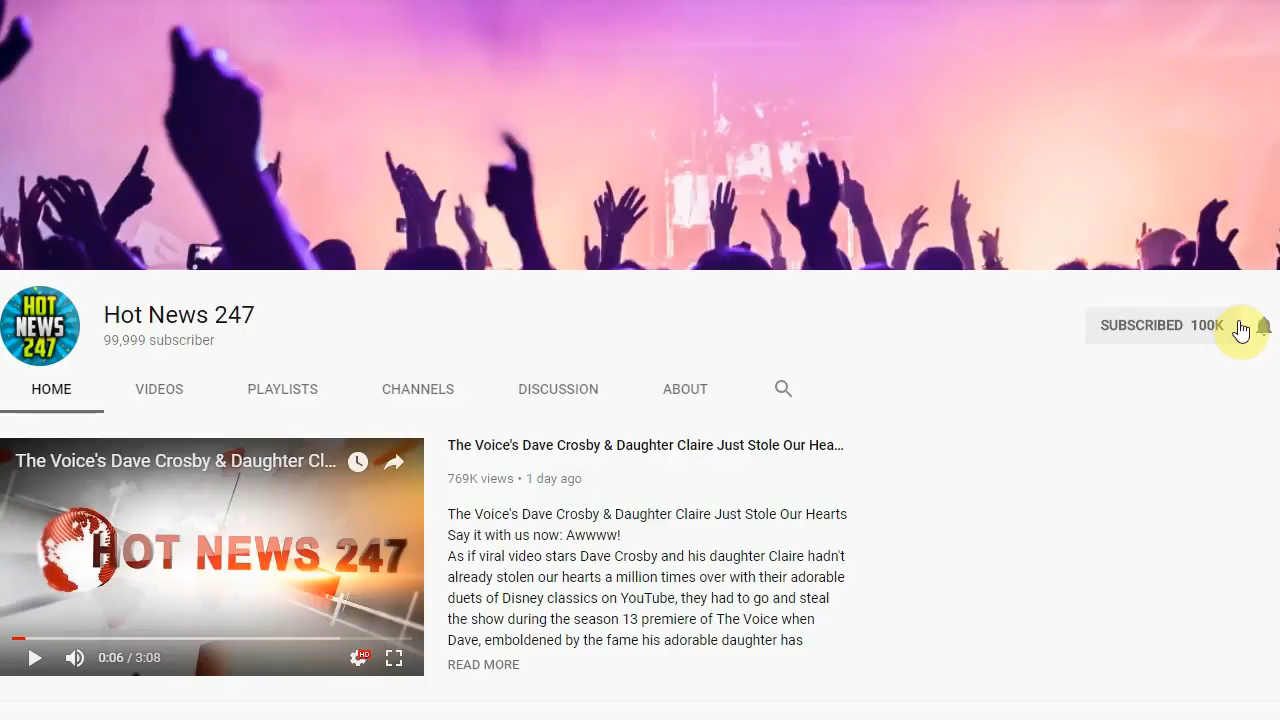 HOT
NEWS
247
Hot News 247
99,999 subscriber
SUBSCRIBED 100K
HOME VIDEOS PLAYLISTS CHANNELS DISCUSSION ABOUT
The Voice's Dave Crosby & Daughter Cl...
HOT NEWS 247
0:06 / 3:08
HD
The Voice's Dave Crosby & Daughter Claire Just Stole Our Hea...
769K views • 1 day ago
The Voice's Dave Crosby & Daughter Claire Just Stole Our Hearts
Say it with us now: Awwww!
As if viral video stars Dave Crosby and his daughter Claire hadn't
already stolen our hearts a million times over with their adorable
duets of Disney classics on YouTube, they had to go and steal
the show during the season 13 premiere of The Voice when
Dave, emboldened by the fame his adorable daughter has
READ MORE